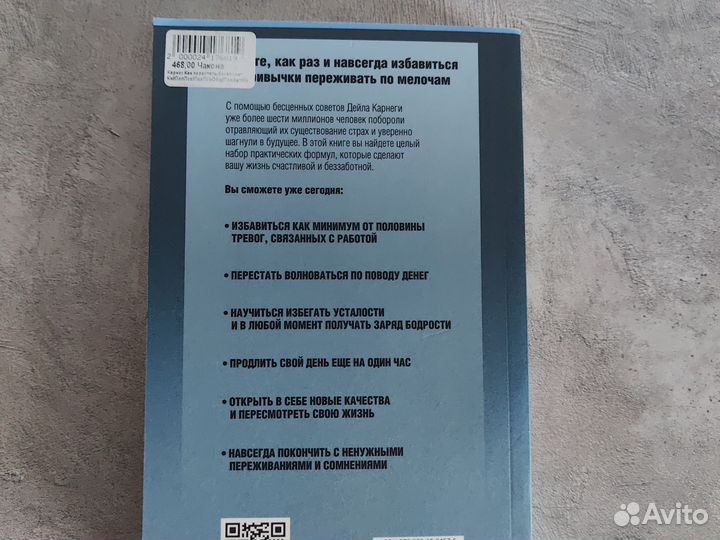 468,00 Чакона
те, как раз и навсегда избавиться
ривычки переживать по мелочам
С помощью бесценных советов Дейла Карнеги
уже более шести миллионов человек побороли
отравляющий их существование страх и уверенно
шагнули в будущее. В этой книге вы найдете целый
набор практических формул, которые сделают
вашу жизнь счастливой и беззаботной.
Вы сможете уже сегодня:
• ИЗБАВИТЬСЯ КАК МИНИМУМ ОТ ПОЛОВИНЫ
ТРЕВОГ, СВЯЗАННЫХ С РАБОТОЙ
• ПЕРЕСТАТЬ ВОЛНОВАТЬСЯ ПО ПОВОДУ ДЕНЕГ
• НАУЧИТЬСЯ ИЗБЕГАТЬ УСТАЛОСТИ
И В ЛЮБОЙ МОМЕНТ ПОЛУЧАТЬ ЗАРЯД БОДРОСТИ
• ПРОДЛИТЬ СВОЙ ДЕНЬ ЕЩЕ НА ОДИН ЧАС
• ОТКРЫТЬ В СЕБЕ НОВЫЕ КАЧЕСТВА
И ПЕРЕСМОТРЕТЬ СВОЮ ЖИЗНЬ
• НАВСЕГДА ПОКОНЧИТЬ С НЕНУЖНЫМИ
ПЕРЕЖИВАНИЯМИ И СОМНЕНИЯМИ
Avito